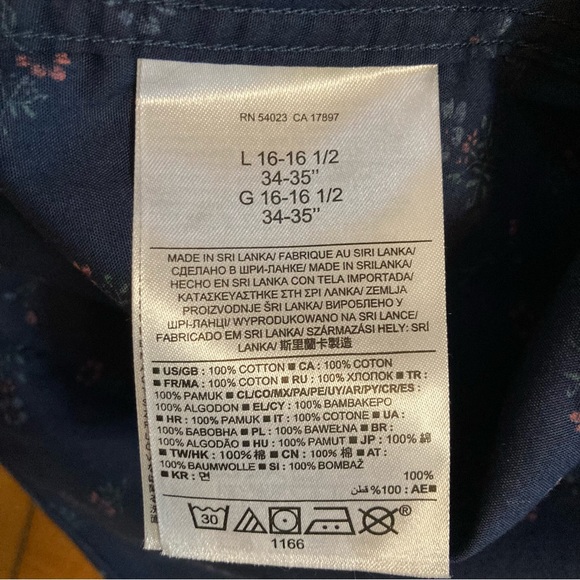 RN 54023 CA 17897
L 16-16 1/2
34-35"
G 16-16 1/2
34-35"
MADE IN SRI LANKA/ FABRIQUE AU SIRI LANKA/
СДЕЛАНО В ШРИ-ЛАНКЕ/ MADE IN SRILANKA/
HECHO EN SRI LANKA CON TELA IMPORTADA/
ΚΑΤΑΣΚΕΥΑΣΤΗΚΕ ΣΤΗ ΣΡΙ ΛΑΝΚΑ/ ZEMLJA
PROIZVODNJE ŠRI LANKA/ ВИРОБЛЕНО У
ШРІ-ЛАНЦІ/ WYPRODUKOWANO NA SRI LANCE/
FABRICADO EM SRI LANKA/ SZÁRMAZÁSI HELY: SRÍ
LANKA/ 斯里蘭卡製造
■ US/GB : 100% COTTON ■ CA : 100% COTON
■ FR/MA : 100% COTON ■ RU : 100% ХЛОПОК ■ TR :
100% PAMUK ■ CL/CO/MX/PA/PE/UY/AR/PY/CR/ES :
100% ALGODON ■ EL/CY : 100% ΒΑΜΒΑΚΕΡΟ
■ HR : 100% PAMUK ■ IT : 100% COTONE ■ UA :
100% БАВОВНА ■ PL : 100% BAWEŁNA ■ BR :
100% ALGODÃO ■ HU : 100% PAMUT ■ JP : 100% 綿
■ TW/HK : 100% 棉 ■ CN : 100% 棉 ■ AT :
100% BAUMWOLLE ■ SI : 100% BOMBAŽ
■ KR : 면 100%
■AE : 100% قطن
30 ®
1166